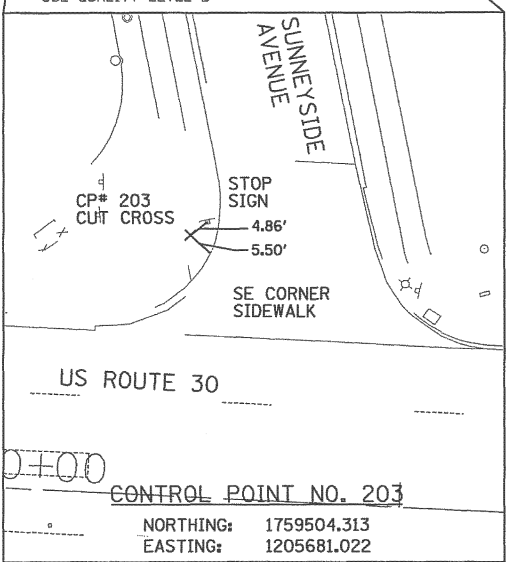 SUNNEYSIDE
AVENUE
STOP
SIGN
CP# 203
CUT CROSS
4.86'
5.50'
SE CORNER
SIDEWALK
US ROUTE 30
0+00
CONTROL POINT NO. 203
NORTHING: 1759504.313
EASTING: 1205681.022